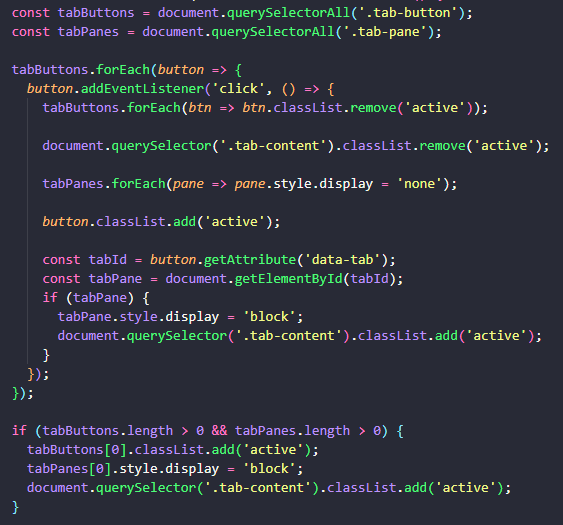 const tabButtons = document.querySelectorAll('.tab-button');
const tabPanes = document.querySelectorAll('.tab-pane');
tabButtons.forEach(button => {
button.addEventListener('click', () => {
tabButtons.forEach(btn => btn.classList.remove('active'));
document.querySelector('.tab-content').classList.remove('active');
tabPanes.forEach(pane => pane.style.display = 'none');
button.classList.add('active');
const tabId = button.getAttribute('data-tab');
const tabPane = document.getElementById(tabId);
if (tabPane) {
tabPane.style.display = 'block';
document.querySelector('.tab-content').classList.add('active');
}
});
});
if (tabButtons.length > 0 && tabPanes.length > 0) {
tabButtons[0].classList.add('active');
tabPanes[0].style.display = 'block';
document.querySelector('.tab-content').classList.add('active');
}